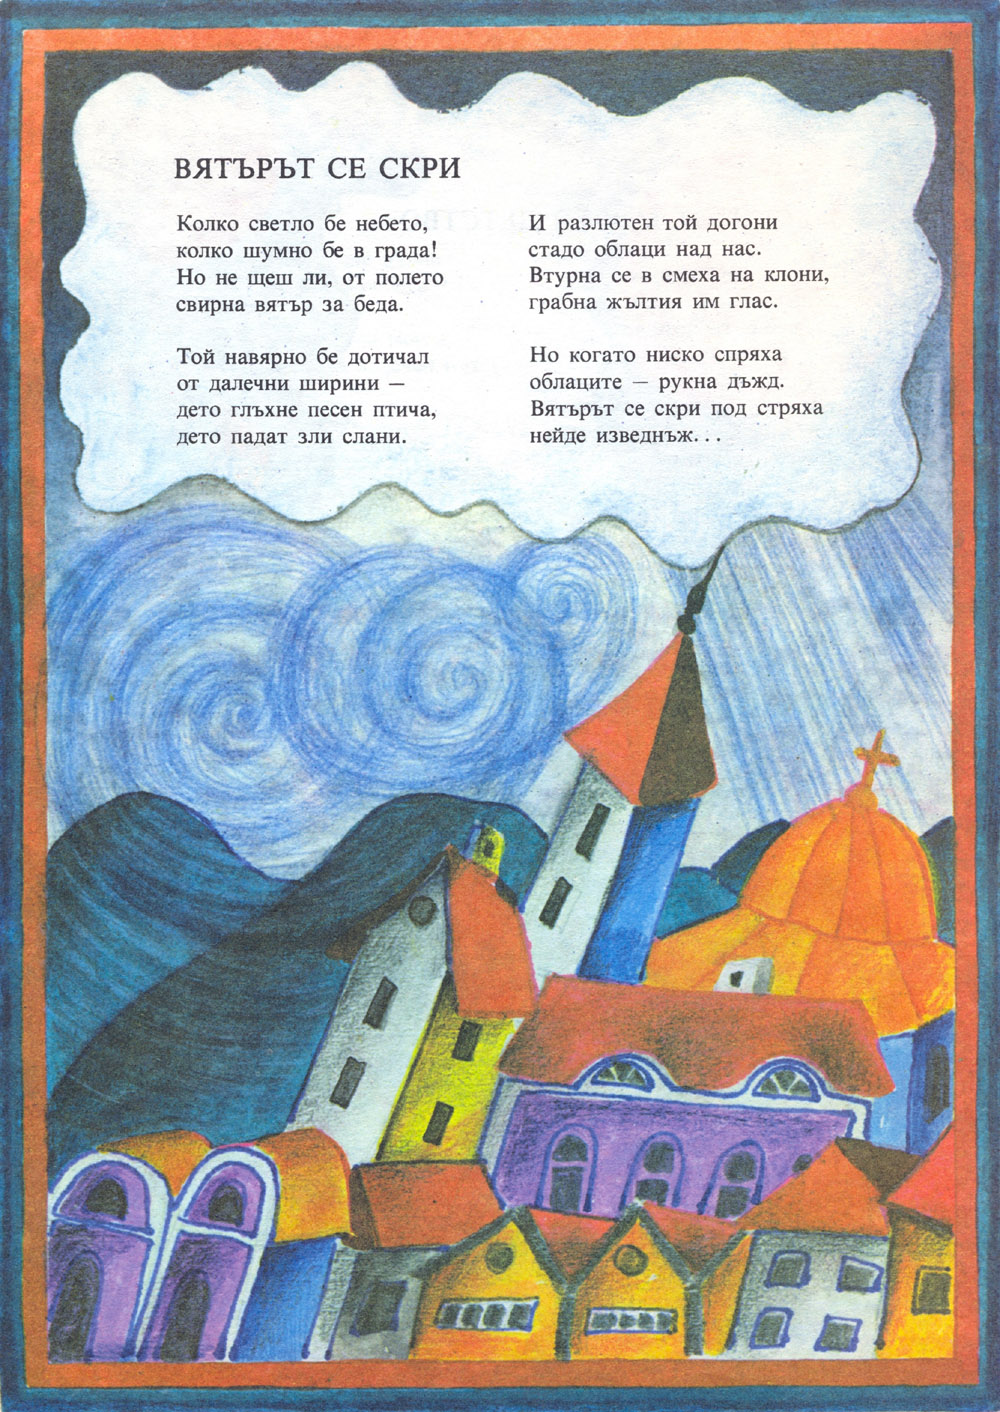 ВЯТЪРЪТ СЕ СКРИ
Колко светло бе небето,
колко шумно бе в града!
Но не щеш ли, от полето
свирна вятър за беда.
Той навярно бе дотичал
от далечни ширини —
дето глъхне песен птича,
дето падат зли слани.
И разлютен той догони
стадо облаци над нас.
Втурна се в смеха на клони,
грабна жълтия им глас.
Но когато ниско спряха
облаците — рукна дъжд.
Вятърът се скри под стряха
нейде изведнъж...